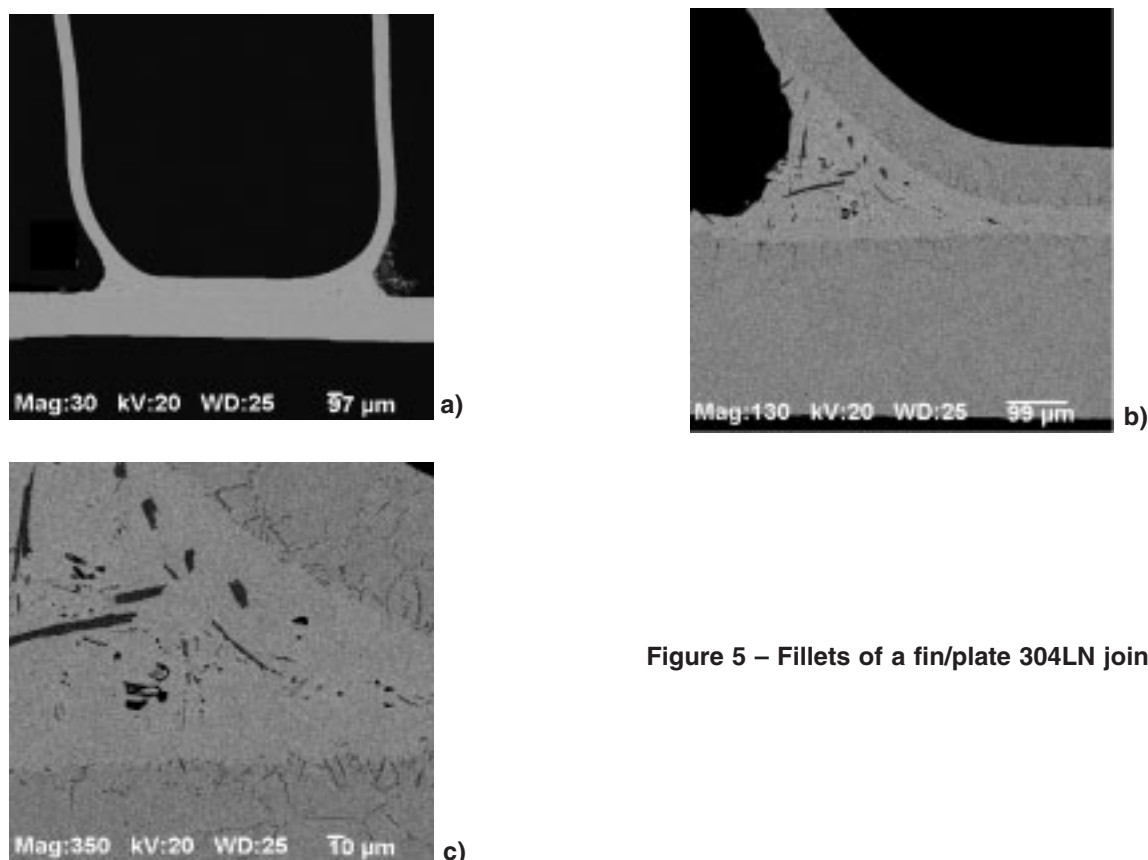 Mag:30 kV:20 WD:25 97 µm
a)
Mag:130 kV:20 WD:25 99 µm
b)
Figure 5 – Fillets of a fin/plate 304LN join
Mag:350 kV:20 WD:25 10 µm
c)